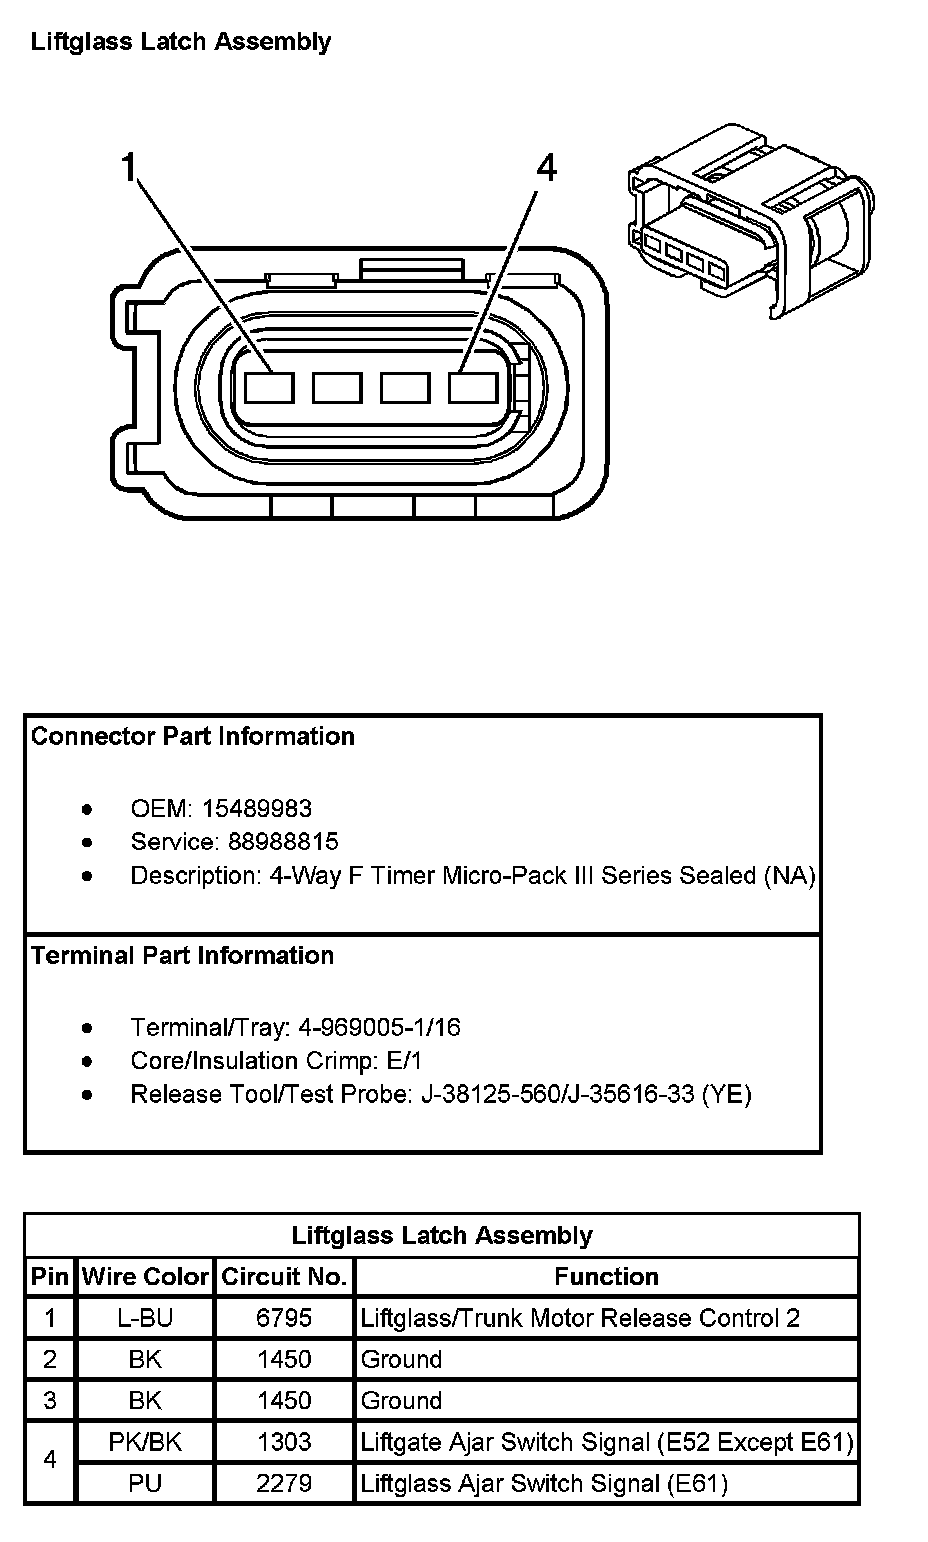 Liftglass Latch Assembly
1 4
Connector Part Information
• OEM: 15489983
• Service: 88988815
• Description: 4-Way F Timer Micro-Pack III Series Sealed (NA)
Terminal Part Information
• Terminal/Tray: 4-969005-1/16
• Core/Insulation Crimp: E/1
• Release Tool/Test Probe: J-38125-560/J-35616-33 (YE)
Liftglass Latch Assembly
Pin Wire Color Circuit No. Function
1 L-BU 6795 Liftglass/Trunk Motor Release Control 2
2 BK 1450 Ground
3 BK 1450 Ground
4 PK/BK 1303 Liftgate Ajar Switch Signal (E52 Except E61)
PU 2279 Liftglass Ajar Switch Signal (E61)